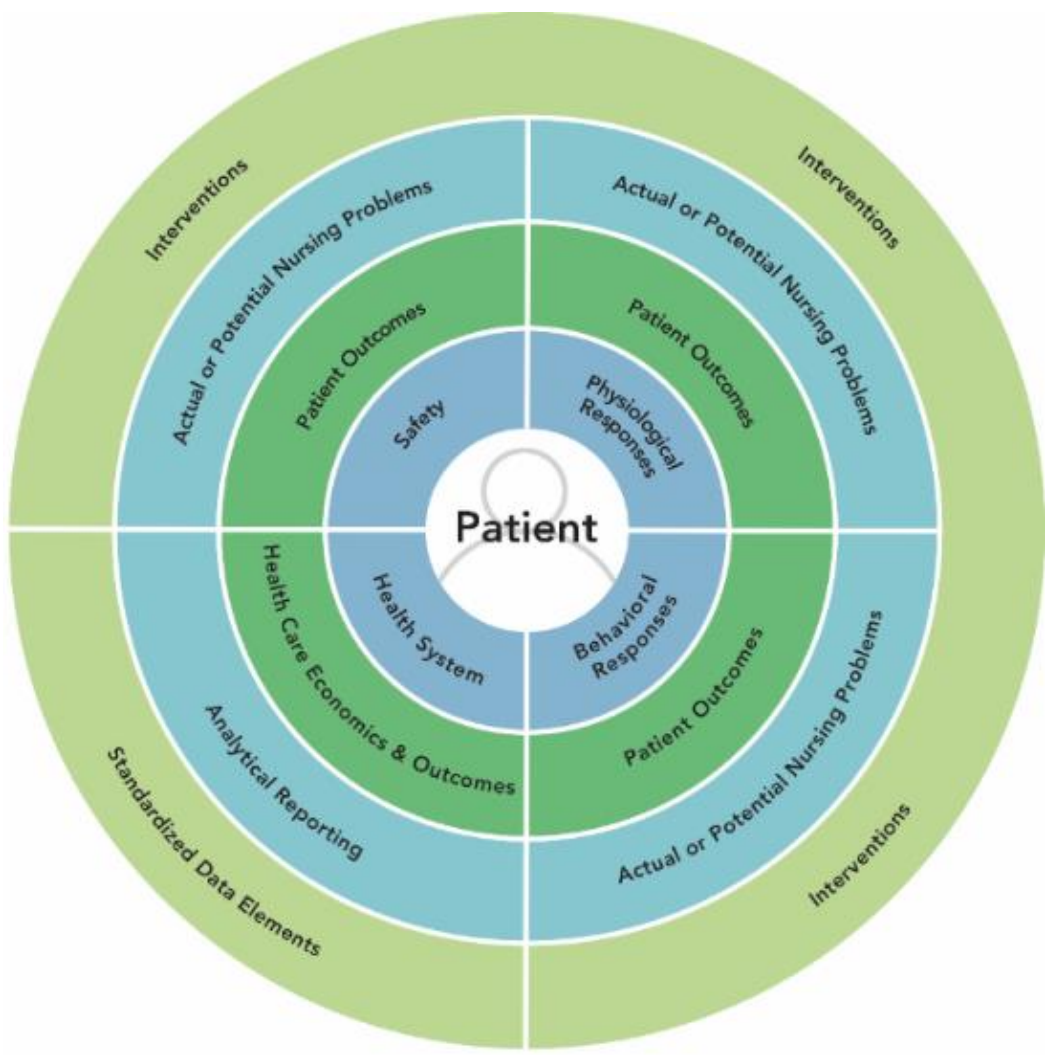 Interventions
Interventions
Actual or Potential Nursing Problems
Actual or Potential Nursing Problems
Patient Outcomes
Patient Outcomes
Safety
Physiological
Responses
Patient
Health System
Behavioral
Responses
Health Care Economics & Outcomes
Patient Outcomes
Analytical Reporting
Actual or Potential Nursing Problems
Standardized Data Elements
Interventions